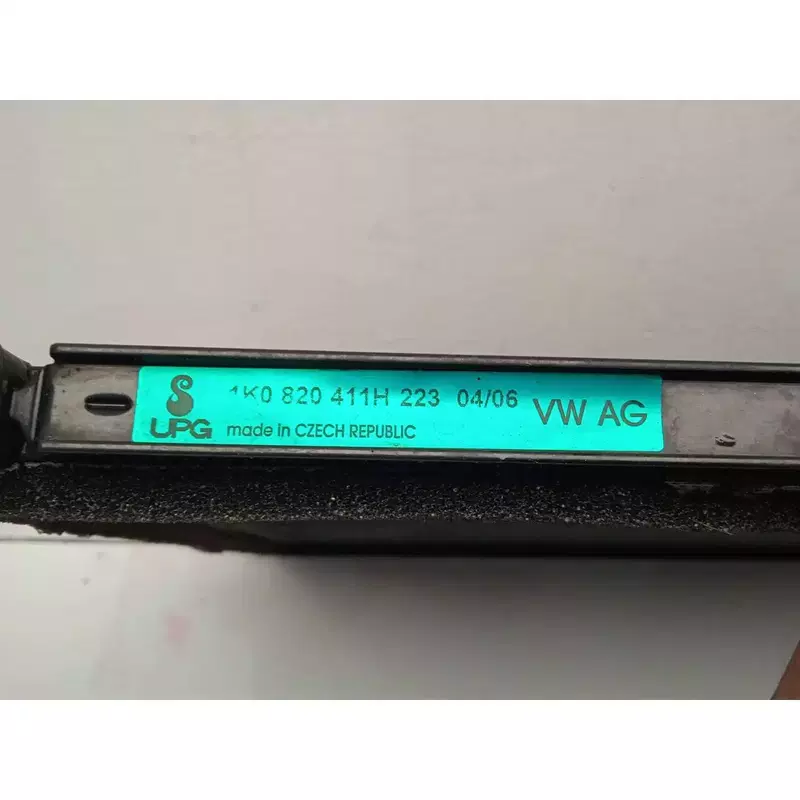 1K0 820 411H 223 04/06 VW AG
UPG made in CZECH REPUBLIC